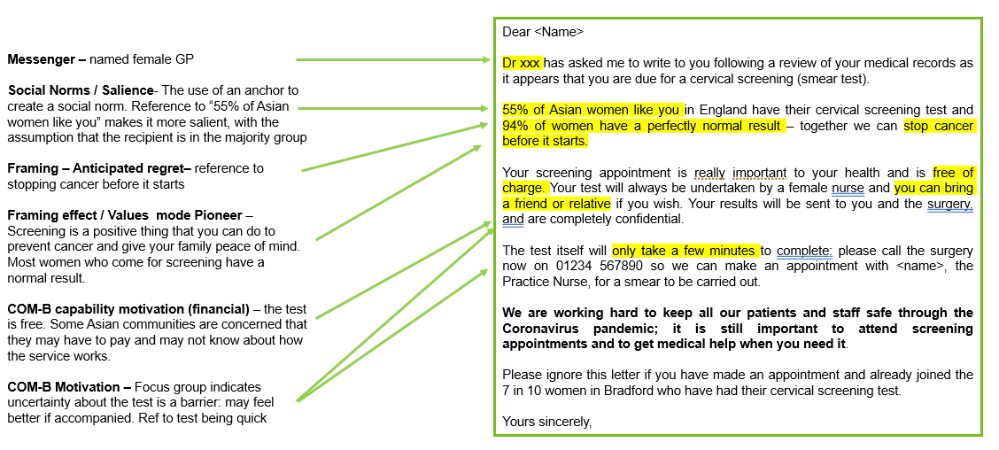 Messenger – named female GP
Social Norms / Salience- The use of an anchor to
create a social norm. Reference to “55% of Asian
women like you” makes it more salient, with the
assumption that the recipient is in the majority group
Framing – Anticipated regret– reference to
stopping cancer before it starts
Framing effect / Values mode Pioneer –
Screening is a positive thing that you can do to
prevent cancer and give your family peace of mind.
Most women who come for screening have a
normal result.
COM-B capability motivation (financial) – the test
is free. Some Asian communities are concerned that
they may have to pay and may not know about how
the service works.
COM-B Motivation – Focus group indicates
uncertainty about the test is a barrier: may feel
better if accompanied. Ref to test being quick
Dear <Name>
Dr xxx has asked me to write to you following a review of your medical records as
it appears that you are due for a cervical screening (smear test).
55% of Asian women like you in England have their cervical screening test and
94% of women have a perfectly normal result – together we can stop cancer
before it starts.
Your screening appointment is really important to your health and is free of
charge. Your test will always be undertaken by a female nurse and you can bring
a friend or relative if you wish. Your results will be sent to you and the surgery,
and are completely confidential.
The test itself will only take a few minutes to complete; please call the surgery
now on 01234 567890 so we can make an appointment with <name>, the
Practice Nurse, for a smear to be carried out.
We are working hard to keep all our patients and staff safe through the
Coronavirus pandemic; it is still important to attend screening
appointments and to get medical help when you need it.
Please ignore this letter if you have made an appointment and already joined the
7 in 10 women in Bradford who have had their cervical screening test.
Yours sincerely,